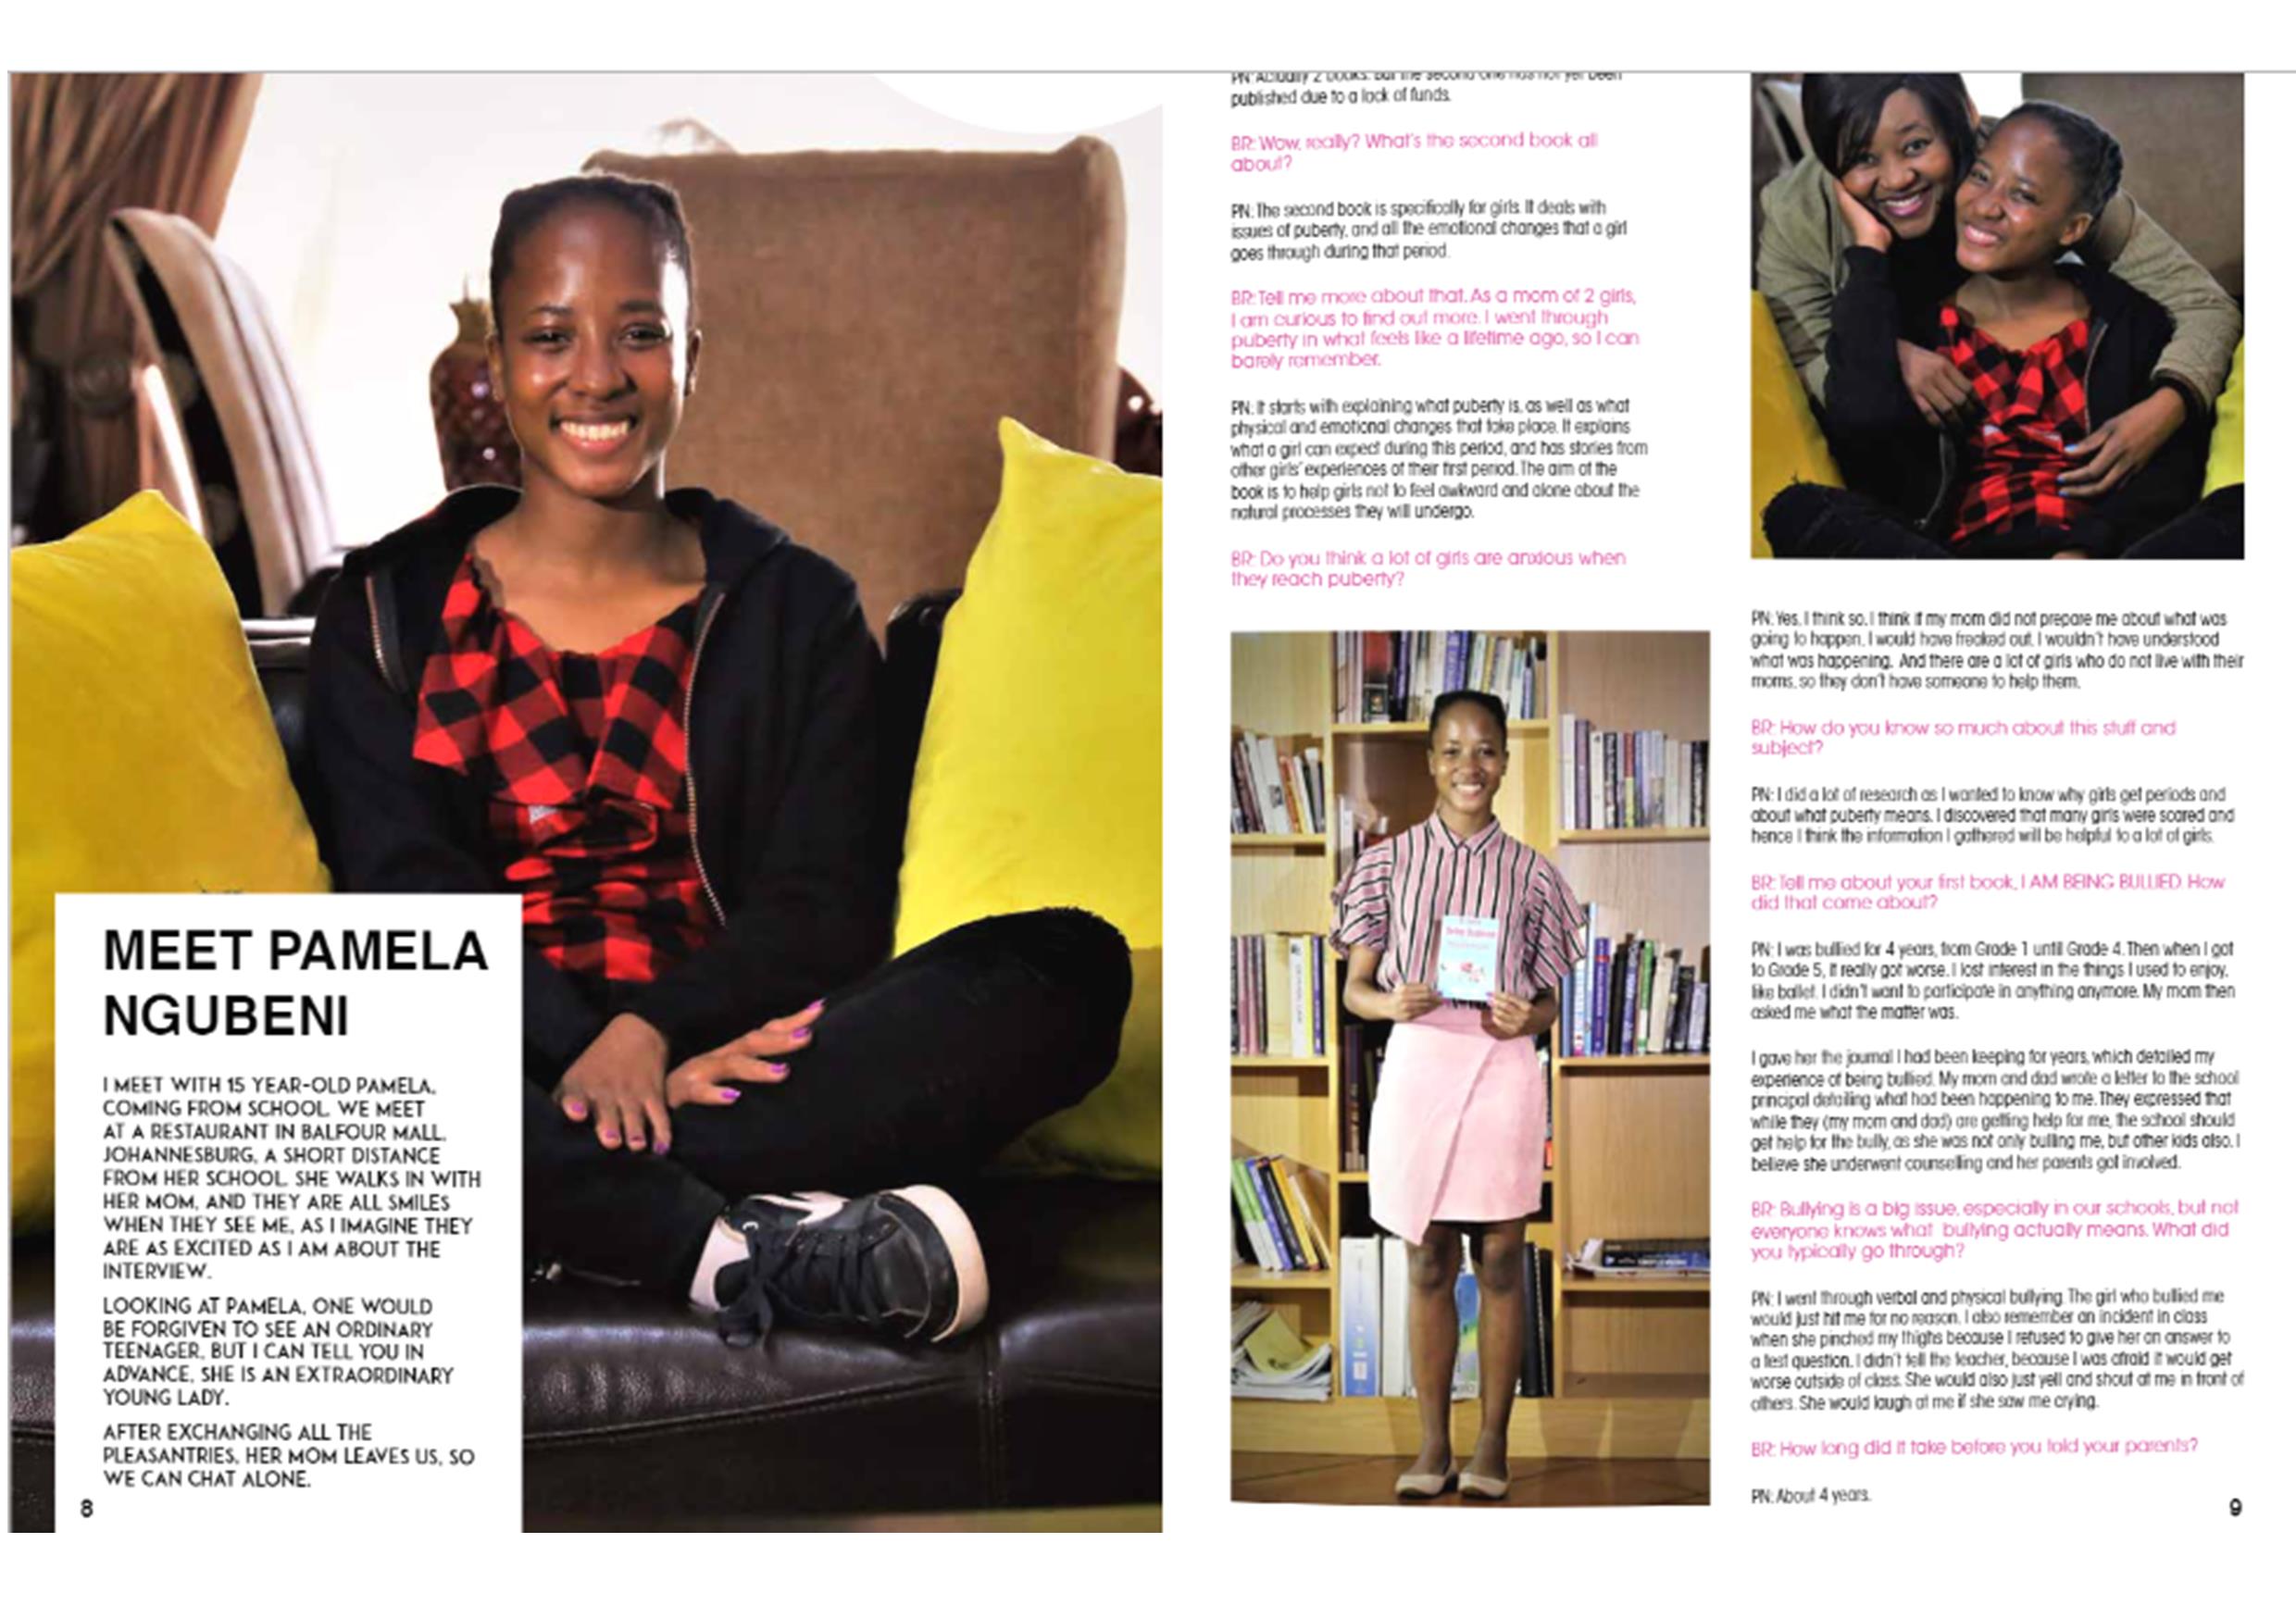 MEET PAMELA
NGUBENI
I MEET WITH 15 YEAR-OLD PAMELA,
COMING FROM SCHOOL. WE MEET
AT A RESTAURANT IN BALFOUR MALL,
JOHANNESBURG, A SHORT DISTANCE
FROM HER SCHOOL. SHE WALKS IN WITH
HER MOM, AND THEY ARE ALL SMILES
WHEN THEY SEE ME, AS I IMAGINE THEY
ARE AS EXCITED AS I AM ABOUT THE
INTERVIEW.
LOOKING AT PAMELA, ONE WOULD
BE FORGIVEN TO SEE AN ORDINARY
TEENAGER, BUT I CAN TELL YOU IN
ADVANCE, SHE IS AN EXTRAORDINARY
YOUNG LADY.
AFTER EXCHANGING ALL THE
PLEASANTRIES, HER MOM LEAVES US, SO
WE CAN CHAT ALONE.
8
PN: Actually 2 books. But the second one has not yet been
published due to a lack of funds.
BR: Wow, really? What's the second book all
about?
PN: The second book is specifically for girls. It deals with
issues of puberty, and all the emotional changes that a girl
goes through during that period.
BR: Tell me more about that. As a mom of 2 girls,
I am curious to find out more. I went through
puberty in what feels like a lifetime ago, so I can
barely remember.
PN: It starts with explaining what puberty is, as well as what
physical and emotional changes that take place. It explains
what a girl can expect during this period, and has stories from
other girls' experiences of their first period. The aim of the
book is to help girls not to feel awkward and alone about the
natural processes they will undergo.
BR: Do you think a lot of girls are anxious when
they reach puberty?
PN: Yes, I think so. I think if my mom did not prepare me about what was
going to happen, I would have freaked out. I wouldn't have understood
what was happening. And there are a lot of girls who do not live with their
moms, so they don't have someone to help them.
BR: How do you know so much about this stuff and
subject?
PN: I did a lot of research as I wanted to know why girls get periods and
about what puberty means. I discovered that many girls were scared and
hence I think the information I gathered will be helpful to a lot of girls.
BR: Tell me about your first book, I AM BEING BULLIED. How
did that come about?
PN: I was bullied for 4 years, from Grade 1 until Grade 4. Then when I got
to Grade 5, it really got worse. I lost interest in the things I used to enjoy,
like ballet. I didn't want to participate in anything anymore. My mom then
asked me what the matter was.
I gave her the journal I had been keeping for years, which detailed my
experience of being bullied. My mom and dad wrote a letter to the school
principal detailing what had been happening to me. They expressed that
while they (my mom and dad) are getting help for me, the school should
get help for the bully, as she was not only bulling me, but other kids also. I
believe she underwent counselling and her parents got involved.
BR: Bullying is a big issue, especially in our schools, but not
everyone knows what bullying actually means. What did
you typically go through?
PN: I went through verbal and physical bullying. The girl who bullied me
would just hit me for no reason. I also remember an incident in class
when she pinched my thighs because I refused to give her an answer to
a test question. I didn't tell the teacher, because I was afraid it would get
worse outside of class. She would also just yell and shout at me in front of
others. She would laugh at me if she saw me crying.
BR: How long did it take before you told your parents?
PN: About 4 years.
9